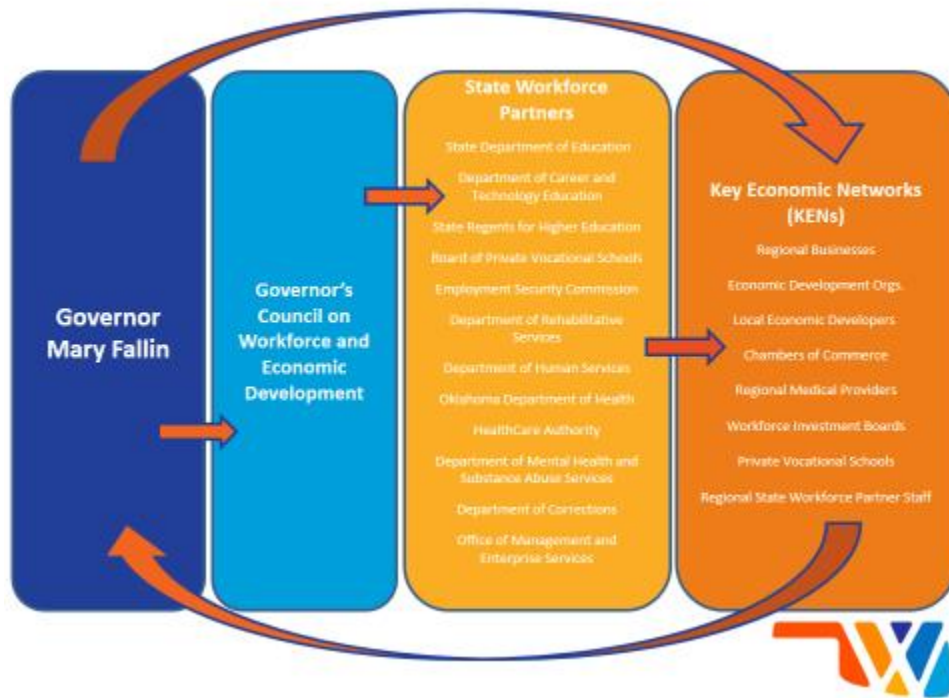 Governor
Mary Fallin
Governor's
Council on
Workforce and
Economic
Development
State Workforce
Partners
State Department of Education
Department of Career and
Technology Education
State Regents for Higher Education
Board of Private Vocational Schools
Employment Security Commission
Department of Rehabilitative
Services
Department of Human Services
Oklahoma Department of Health
HealthCare Authority
Department of Mental Health and
Substance Abuse Services
Department of Corrections
Office of Management and
Enterprise Services
Key Economic Networks
(KENs)
Regional Businesses
Economic Development Orgs.
Local Economic Developers
Chambers of Commerce
Regional Medical Providers
Workforce Investment Boards
Private Vocational Schools
Regional State Workforce Partner Staff